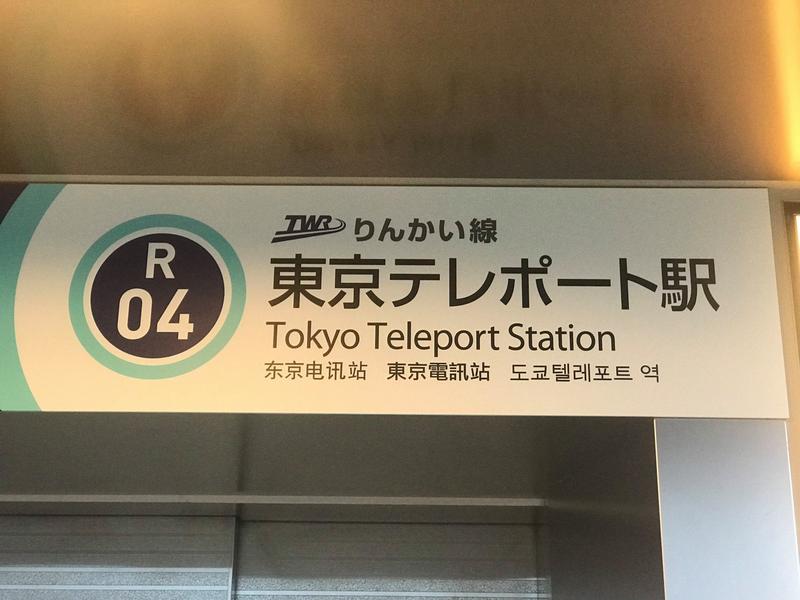 R
04
TWR りんかい線
東京テレポート駅
Tokyo Teleport Station
东京电讯站 東京電訊站 도쿄텔레포트 역